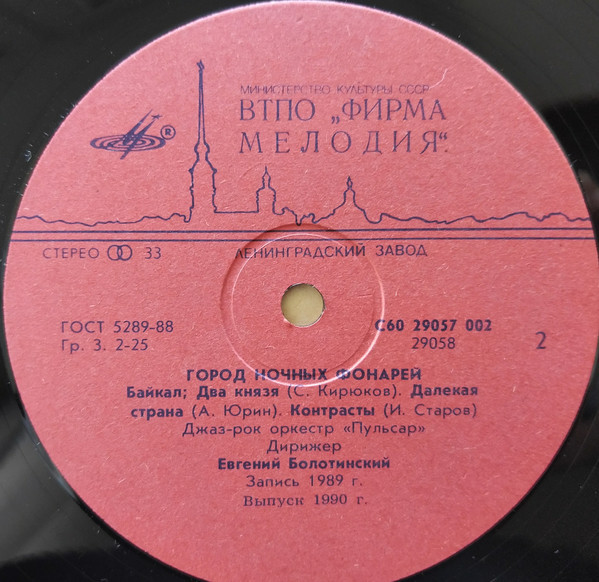 МИНИСТЕРСТВО КУЛЬТУРЫ СССР
ВТПО „ФИРМА
МЕЛОДИЯ“.
®
СТЕРЕО 33
ЛЕНИНГРАДСКИЙ ЗАВОД
ГОСТ 5289-88
С60 29057 002
Гр. 3. 2-25
29058
2
ГОРОД НОЧНЫХ ФОНАРЕЙ
Байкал; Два князя (С. Кирюков). Далекая
страна (А. Юрин). Контрасты (И. Старов)
Джаз-рок оркестр «Пульсар»
Дирижер
Евгений Болотинский
Запись 1989 г.
Выпуск 1990 г.